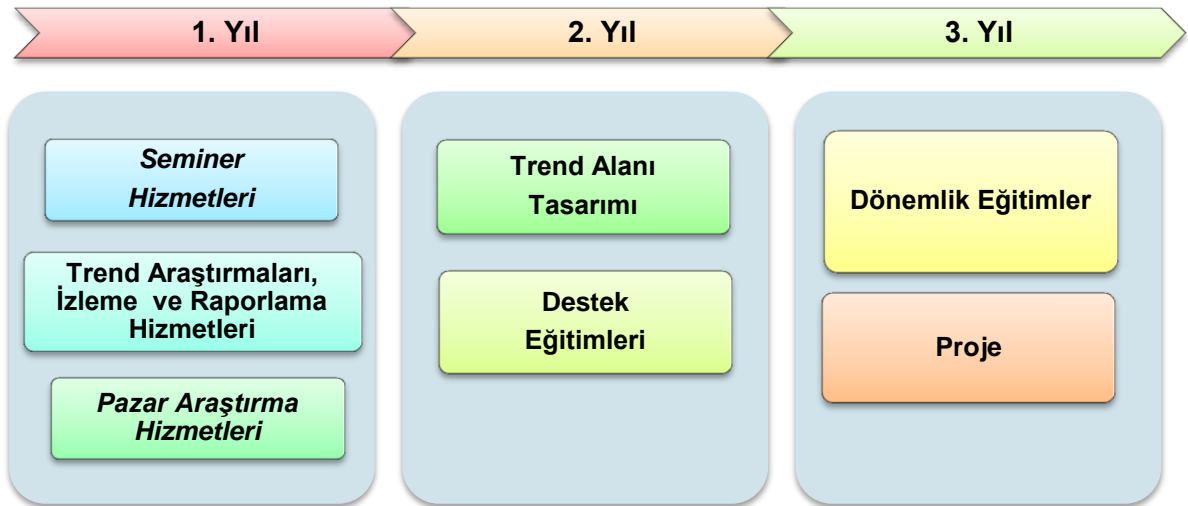 1. Yıl
2. Yıl
3. Yıl
Seminer
Hizmetleri
Trend Araştırmaları,
İzleme ve Raporlama
Hizmetleri
Pazar Araştırma
Hizmetleri
Trend Alanı
Tasarımı
Destek
Eğitimleri
Dönemlik Eğitimler
Proje